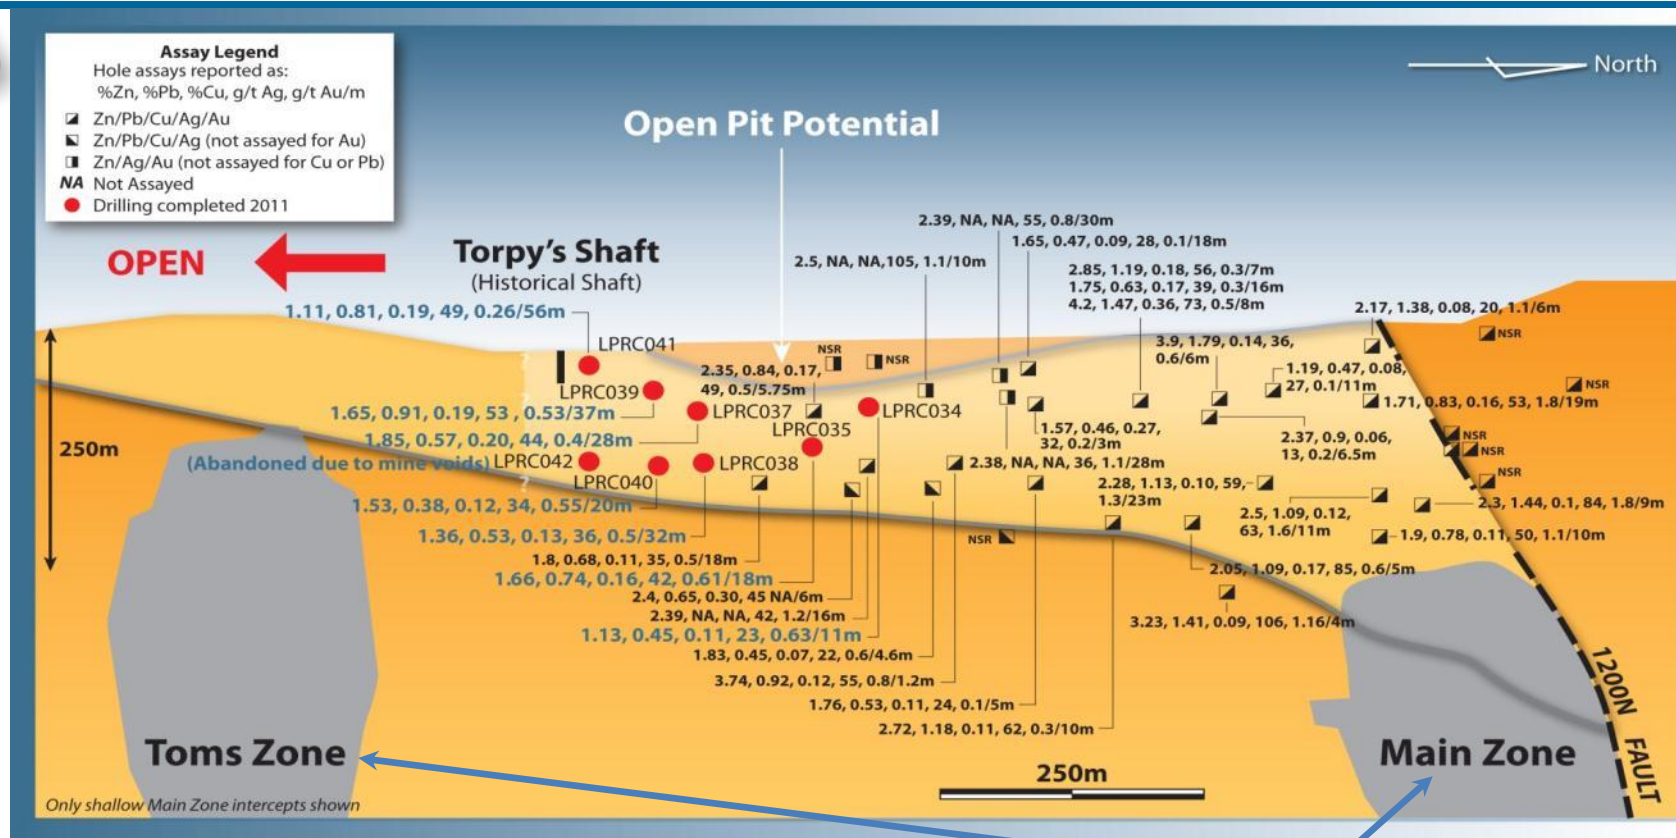 Assay Legend
Hole assays reported as:
%Zn, %Pb, %Cu, g/t Ag, g/t Au/m
Zn/Pb/Cu/Ag/Au
Zn/Pb/Cu/Ag (not assayed for Au)
Zn/Ag/Au (not assayed for Cu or Pb)
NA Not Assayed
Drilling completed 2011
North
Open Pit Potential
OPEN
Torpy's Shaft
(Historical Shaft)
2.39, NA, NA, 55, 0.8/30m
1.65, 0.47, 0.09, 28, 0.1/18m
2.5, NA, NA,105, 1.1/10m
2.85, 1.19, 0.18, 56, 0.3/7m
1.75, 0.63, 0.17, 39, 0.3/16m
4.2, 1.47, 0.36, 73, 0.5/8m
1.11, 0.81, 0.19, 49, 0.26/56m
2.17, 1.38, 0.08, 20, 1.1/6m
NSR
LPRC041
NSR
NSR
3.9, 1.79, 0.14, 36,
0.6/6m
2.35, 0.84, 0.17,
49, 0.5/5.75m
1.19, 0.47, 0.08,
27, 0.1/11m
NSR
LPRC039
1.65, 0.91, 0.19, 53 , 0.53/37m
LPRC037
LPRC034
1.71, 0.83, 0.16, 53, 1.8/19m
LPRC035
1.57, 0.46, 0.27,
32, 0.2/3m
2.37, 0.9, 0.06,
13, 0.2/6.5m
NSR
NSR
1.85, 0.57, 0.20, 44, 0.4/28m
250m
(Abandoned due to mine voids)
LPRC042
LPRC038
2.38, NA, NA, 36, 1.1/28m
NSR
LPRC040
2.28, 1.13, 0.10, 59,
1.3/23m
?
?
1.53, 0.38, 0.12, 34, 0.55/20m
2.5, 1.09, 0.12,
63, 1.6/11m
2.3, 1.44, 0.1, 84, 1.8/9m
1.36, 0.53, 0.13, 36, 0.5/32m
NSR
1.9, 0.78, 0.11, 50, 1.1/10m
1.8, 0.68, 0.11, 35, 0.5/18m
2.05, 1.09, 0.17, 85, 0.6/5m
1.66, 0.74, 0.16, 42, 0.61/18m
2.4, 0.65, 0.30, 45 NA/6m
2.39, NA, NA, 42, 1.2/16m
3.23, 1.41, 0.09, 106, 1.16/4m
1.13, 0.45, 0.11, 23, 0.63/11m
1.83, 0.45, 0.07, 22, 0.6/4.6m
3.74, 0.92, 0.12, 55, 0.8/1.2m
1.76, 0.53, 0.11, 24, 0.1/5m
2.72, 1.18, 0.11, 62, 0.3/10m
1200N FAULT
Toms Zone
Main Zone
250m
Only shallow Main Zone intercepts shown